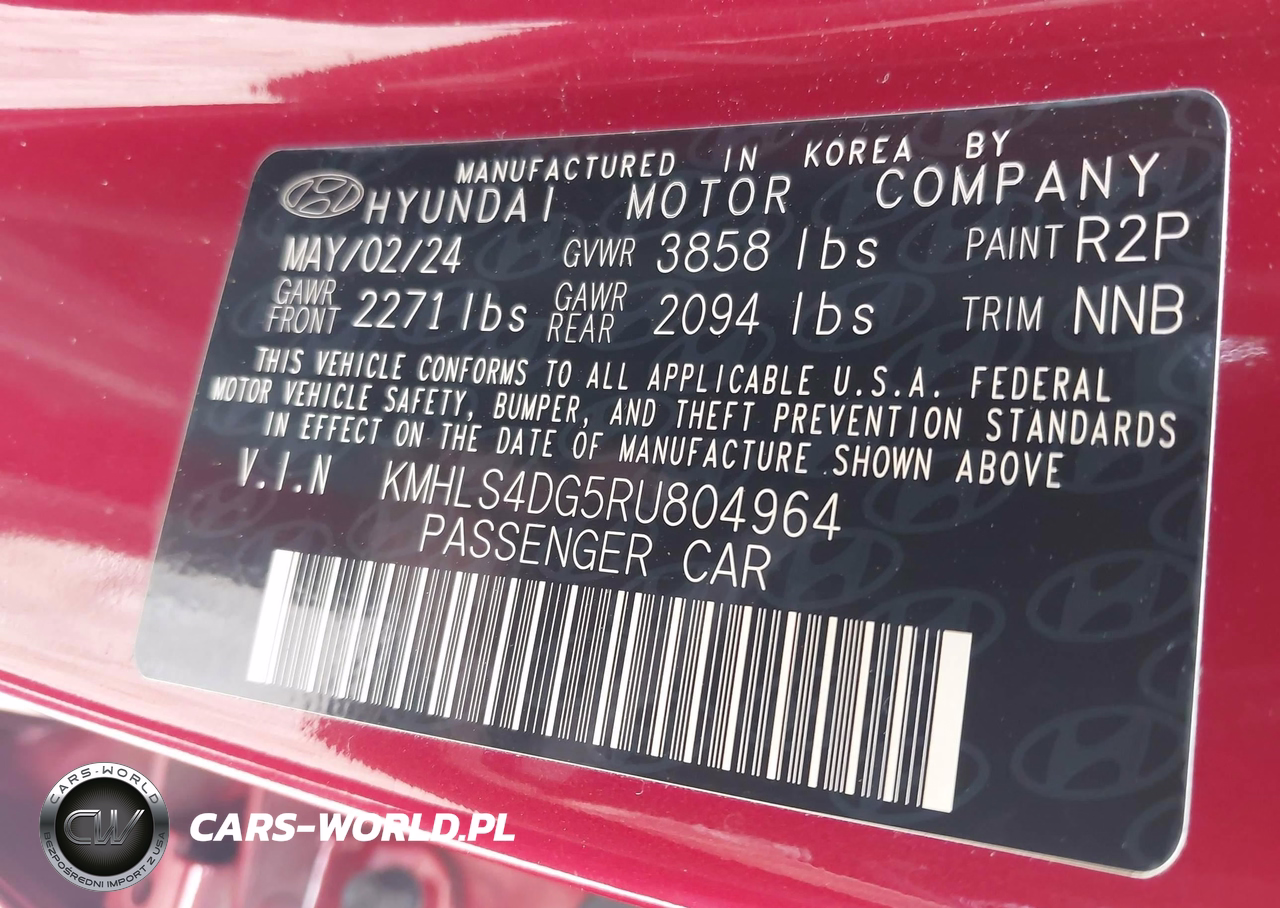 MANUFACTURED IN KOREA BY
HYUNDAI MOTOR COMPANY
MAY/02/24 GVWR 3858 lbs PAINT R2P
GAWR FRONT 2271 lbs GAWR REAR 2094 lbs TRIM NNB
THIS VEHICLE CONFORMS TO ALL APPLICABLE U.S.A. FEDERAL
MOTOR VEHICLE SAFETY, BUMPER, AND THEFT PREVENTION STANDARDS
IN EFFECT ON THE DATE OF MANUFACTURE SHOWN ABOVE
V.I.N KMHLS4DG5RU804964
PASSENGER CAR
CARS-WORLD
CW
BEZPOŚREDNI IMPORT Z USA
CARS-WORLD.PL